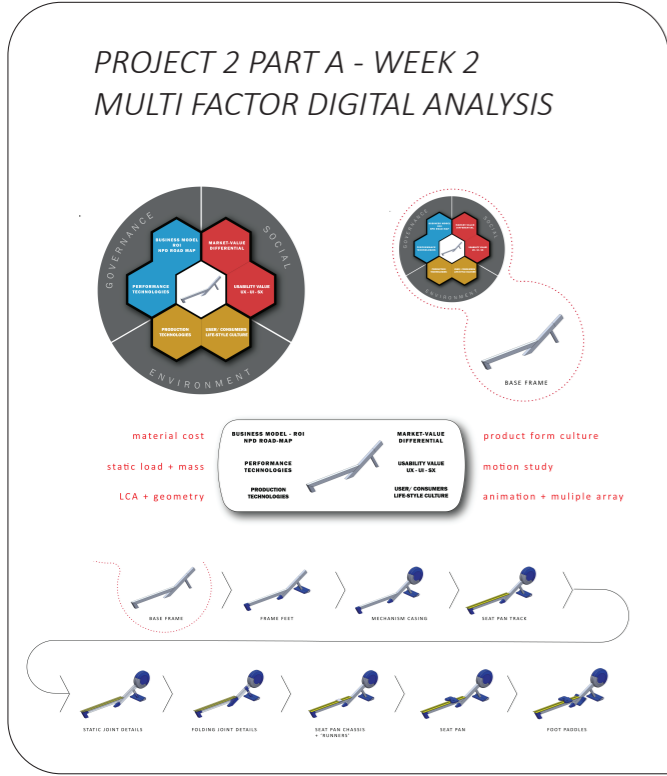 PROJECT 2 PART A - WEEK 2
MULTI FACTOR DIGITAL ANALYSIS
GOVERNANCE
SOCIAL
ENVIRONMENT
BUSINESS MODEL
ROI
NPD ROAD-MAP
MARKET-VALUE
DIFFERENTIAL
PERFORMANCE
TECHNOLOGIES
USABILITY VALUE
UX - UI - SX
PRODUCTION
TECHNOLOGIES
USER/ CONSUMERS
LIFE-STYLE CULTURE
GOVERNANCE
SOCIAL
ENVIRONMENT
BASE FRAME
material cost
static load + mass
LCA + geometry
BUSINESS MODEL - ROI
NPD ROAD-MAP
PERFORMANCE
TECHNOLOGIES
PRODUCTION
TECHNOLOGIES
MARKET-VALUE
DIFFERENTIAL
USABILITY VALUE
UX - UI - SX
USER/ CONSUMERS
LIFE-STYLE CULTURE
product form culture
motion study
animation + muliple array
BASE FRAME
FRAME FEET
MECHANISM CASING
SEAT PAN TRACK
STATIC JOINT DETAILS
FOLDING JOINT DETAILS
SEAT PAN CHASSIS
+ 'RUNNERS'
SEAT PAN
FOOT PADDLES